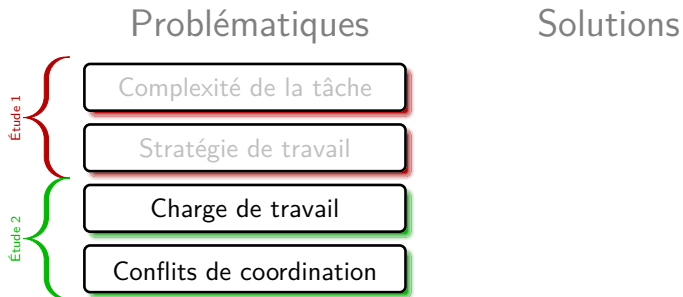 Problématiques
Solutions
Étude 1
Complexité de la tâche
Stratégie de travail
Étude 2
Charge de travail
Conflits de coordination